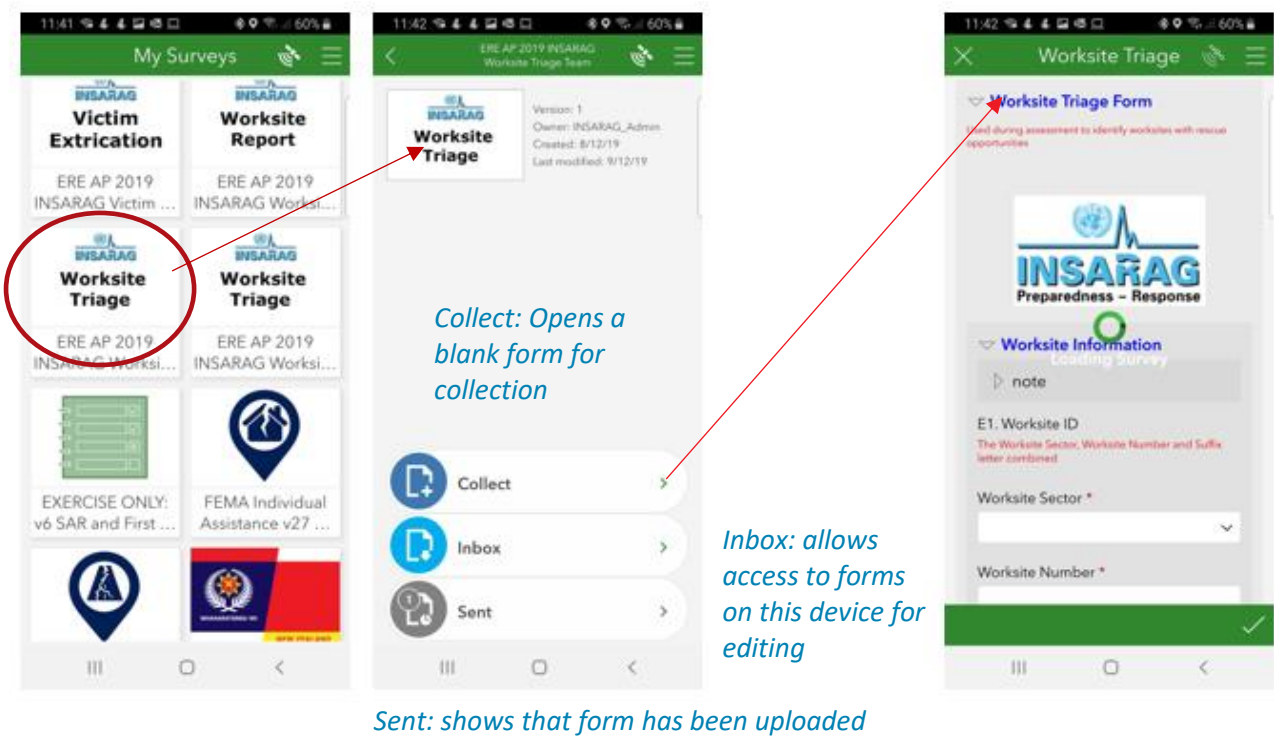 11:41 60%
My Surveys
INSARAG
Victim
Extrication
ERE AP 2019
INSARAG Victim ...
INSARAG
Worksite
Report
ERE AP 2019
INSARAG Worksi...
INSARAG
Worksite
Triage
ERE AP 2019
INSARAG Worksi...
INSARAG
Worksite
Triage
ERE AP 2019
INSARAG Worksi...
EXERCISE ONLY:
v6 SAR and First ...
FEMA Individual
Assistance v27 ...
11:42 60%
ERE AP 2019 INSARAG
Worksite Triage Team
INSARAG
Worksite
Triage
Version: 1
Owner: INSARAG_Admin
Created: 8/12/19
Last modified: 9/12/19
Collect: Opens a
blank form for
collection
Collect
Inbox
1
Sent
Inbox: allows
access to forms
on this device for
editing
Sent: shows that form has been uploaded
11:42 60%
Worksite Triage
Worksite Triage Form
Used during assessment to identify worksites with rescue
opportunities
INSARAG
Preparedness – Response
Worksite Information
Loading Survey
note
E1. Worksite ID
The Worksite Sector, Worksite Number and Suffix
letter combined
Worksite Sector *
Worksite Number *